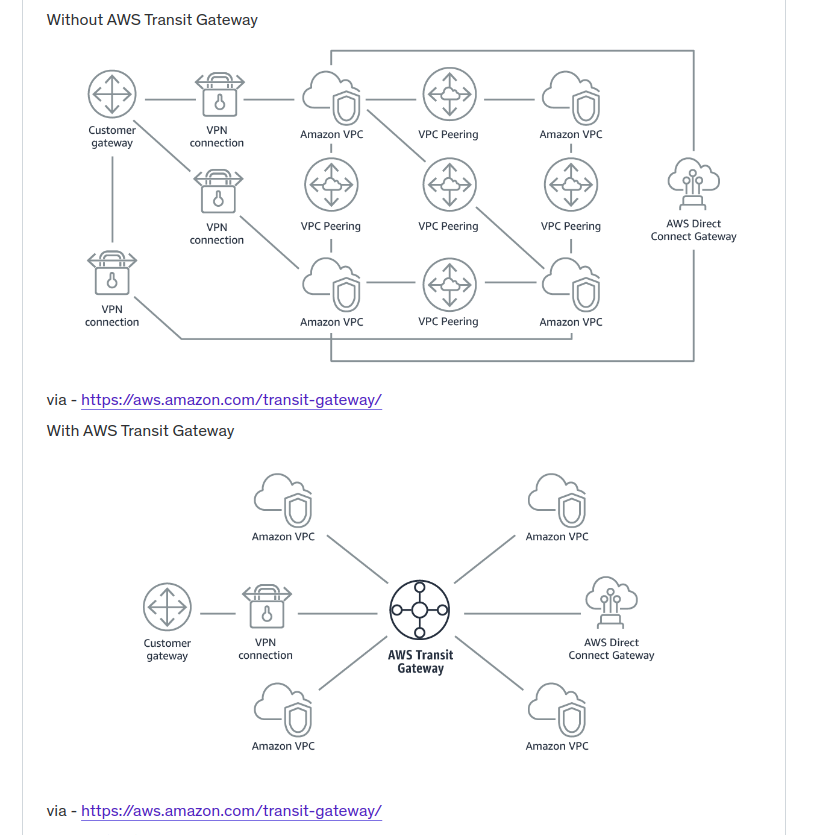 Without AWS Transit Gateway
Customer
gateway
VPN
connection
Amazon VPC
VPC Peering
Amazon VPC
VPN
connection
VPC Peering
VPC Peering
VPC Peering
AWS Direct
Connect Gateway
VPN
connection
Amazon VPC
VPC Peering
Amazon VPC
via - https://aws.amazon.com/transit-gateway/
With AWS Transit Gateway
Amazon VPC
Amazon VPC
Customer
gateway
VPN
connection
AWS Transit
Gateway
AWS Direct
Connect Gateway
Amazon VPC
Amazon VPC
via - https://aws.amazon.com/transit-gateway/